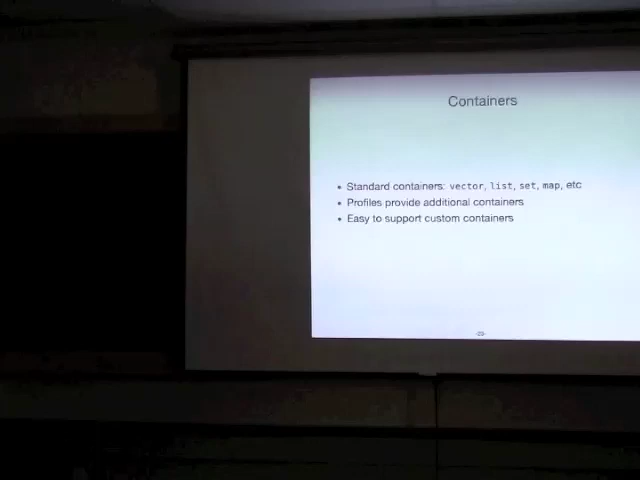 Containers
• Standard containers: vector, list, set, map, etc
• Profiles provide additional containers
• Easy to support custom containers